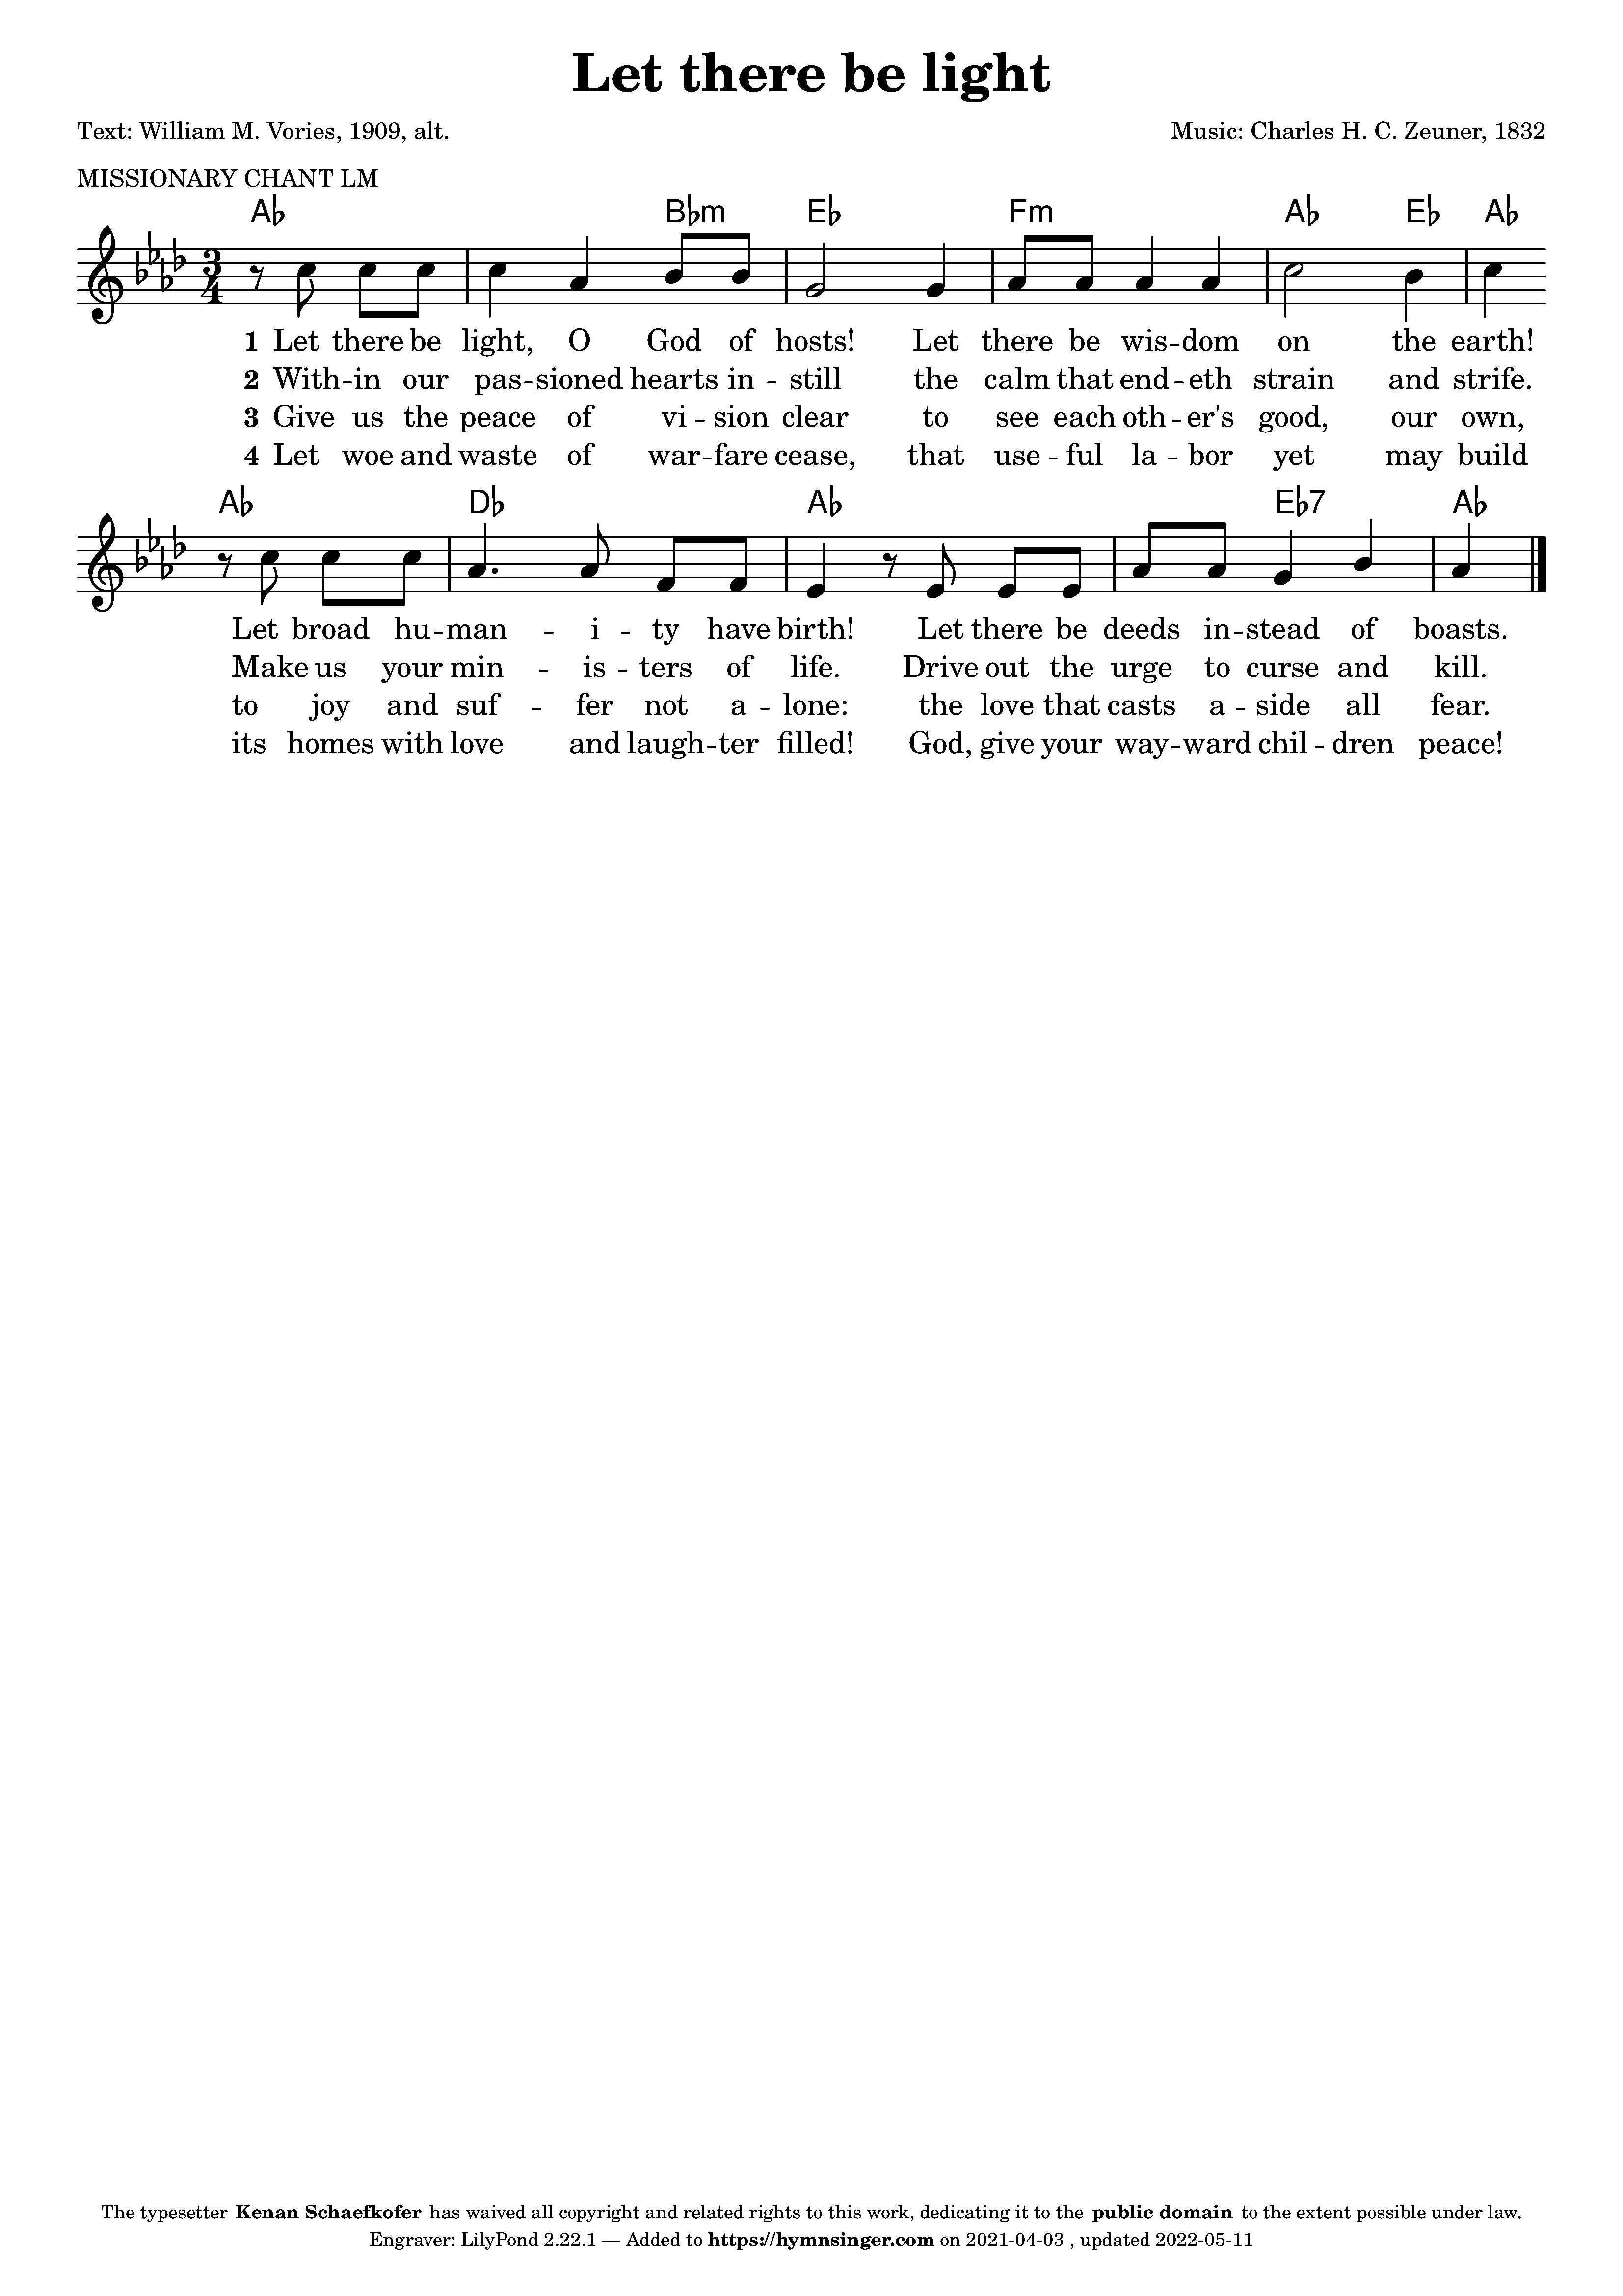 Let there be light
Text: William M. Vories, 1909, alt. Music: Charles H. C. Zeuner, 1832
MISSIONARY CHANT LM
A♭ B♭m E♭ Fm A♭ E♭ A♭
3
4
1 Let there be light, O God of hosts! Let there be wis -- dom on the earth!
2 With -- in our pas -- sioned hearts in -- still the calm that end -- eth strain and strife.
3 Give us the peace of vi -- sion clear to see each oth -- er's good, our own,
4 Let woe and waste of war -- fare cease, that use -- ful la -- bor yet may build
A♭ D♭ A♭ E♭7 A♭
Let broad hu -- man -- i -- ty have birth! Let there be deeds in -- stead of boasts.
Make us your min -- is -- ters of life. Drive out the urge to curse and kill.
to joy and suf -- fer not a -- lone: the love that casts a -- side all fear.
its homes with love and laugh -- ter filled! God, give your way -- ward chil -- dren peace!
The typesetter Kenan Schaefkofer has waived all copyright and related rights to this work, dedicating it to the public domain to the extent possible under law.
Engraver: LilyPond 2.22.1 — Added to https://hymnsinger.com on 2021-04-03 , updated 2022-05-11